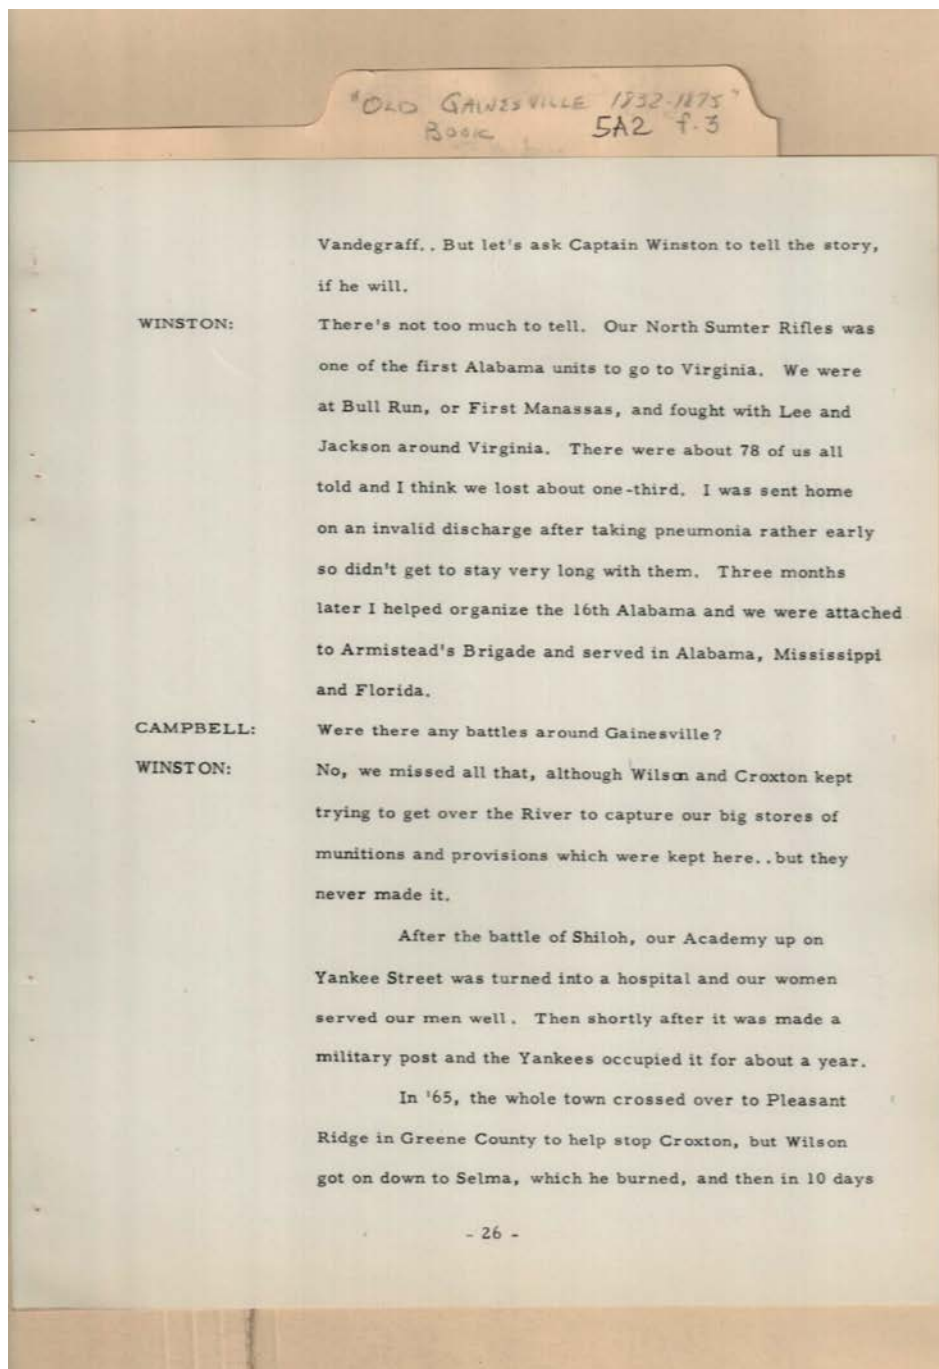 "OLD GAINESVILLE 1832-1875"
BOOK 5A2 f.3
Vandegraff.. But let's ask Captain Winston to tell the story,
if he will.
WINSTON: There's not too much to tell. Our North Sumter Rifles was
one of the first Alabama units to go to Virginia. We were
at Bull Run, or First Manassas, and fought with Lee and
Jackson around Virginia. There were about 78 of us all
told and I think we lost about one-third. I was sent home
on an invalid discharge after taking pneumonia rather early
so didn't get to stay very long with them. Three months
later I helped organize the 16th Alabama and we were attached
to Armistead's Brigade and served in Alabama, Mississippi
and Florida.
CAMPBELL: Were there any battles around Gainesville?
WINSTON: No, we missed all that, although Wilson and Croxton kept
trying to get over the River to capture our big stores of
munitions and provisions which were kept here..but they
never made it.
After the battle of Shiloh, our Academy up on
Yankee Street was turned into a hospital and our women
served our men well. Then shortly after it was made a
military post and the Yankees occupied it for about a year.
In '65, the whole town crossed over to Pleasant
Ridge in Greene County to help stop Croxton, but Wilson
got on down to Selma, which he burned, and then in 10 days
- 26 -